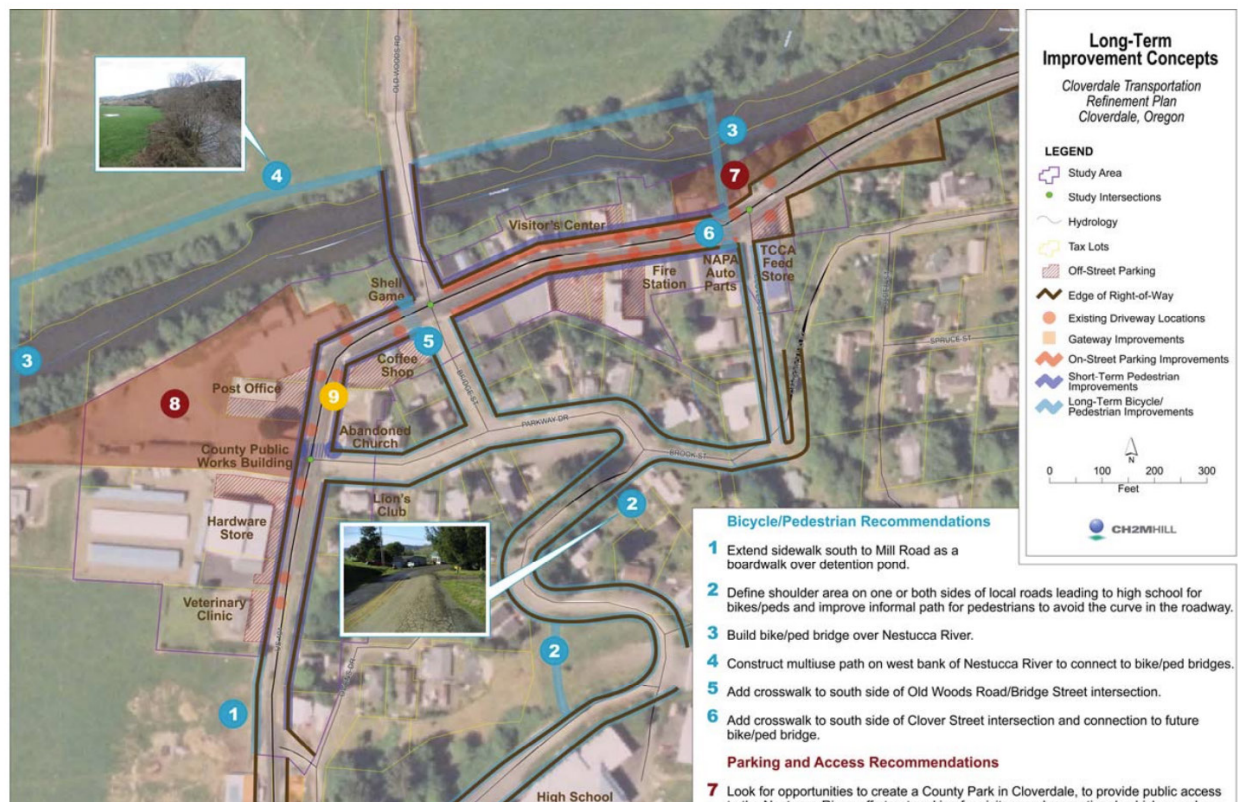 Long-Term
Improvement Concepts
Cloverdale Transportation
Refinement Plan
Cloverdale, Oregon
LEGEND
Study Area
Study Intersections
Hydrology
Tax Lots
Off-Street Parking
Edge of Right-of-Way
Existing Driveway Locations
Gateway Improvements
On-Street Parking Improvements
Short-Term Pedestrian
Improvements
Long-Term Bicycle/
Pedestrian Improvements
N
0 100 200 300
Feet
CH2MHILL
OLD WOODS RD
4
3
7
Visitor's Center
6
Shell
Game
Fire
Station
NAPA
Auto
Parts
TCCA
Feed
Store
3
5
Coffee
Shop
SPRUCE ST
Post Office
8
9
BRIDGE ST
Abandoned
Church
PARKWAY DR
County Public
Works Building
BROOK ST
Lion's
Club
2
Hardware
Store
Veterinary
Clinic
2
1
High School
Bicycle/Pedestrian Recommendations
1 Extend sidewalk south to Mill Road as a
boardwalk over detention pond.
2 Define shoulder area on one or both sides of local roads leading to high school for
bikes/peds and improve informal path for pedestrians to avoid the curve in the roadway.
3 Build bike/ped bridge over Nestucca River.
4 Construct multiuse path on west bank of Nestucca River to connect to bike/ped bridges.
5 Add crosswalk to south side of Old Woods Road/Bridge Street intersection.
6 Add crosswalk to south side of Clover Street intersection and connection to future
bike/ped bridge.
Parking and Access Recommendations
7 Look for opportunities to create a County Park in Cloverdale, to provide public access